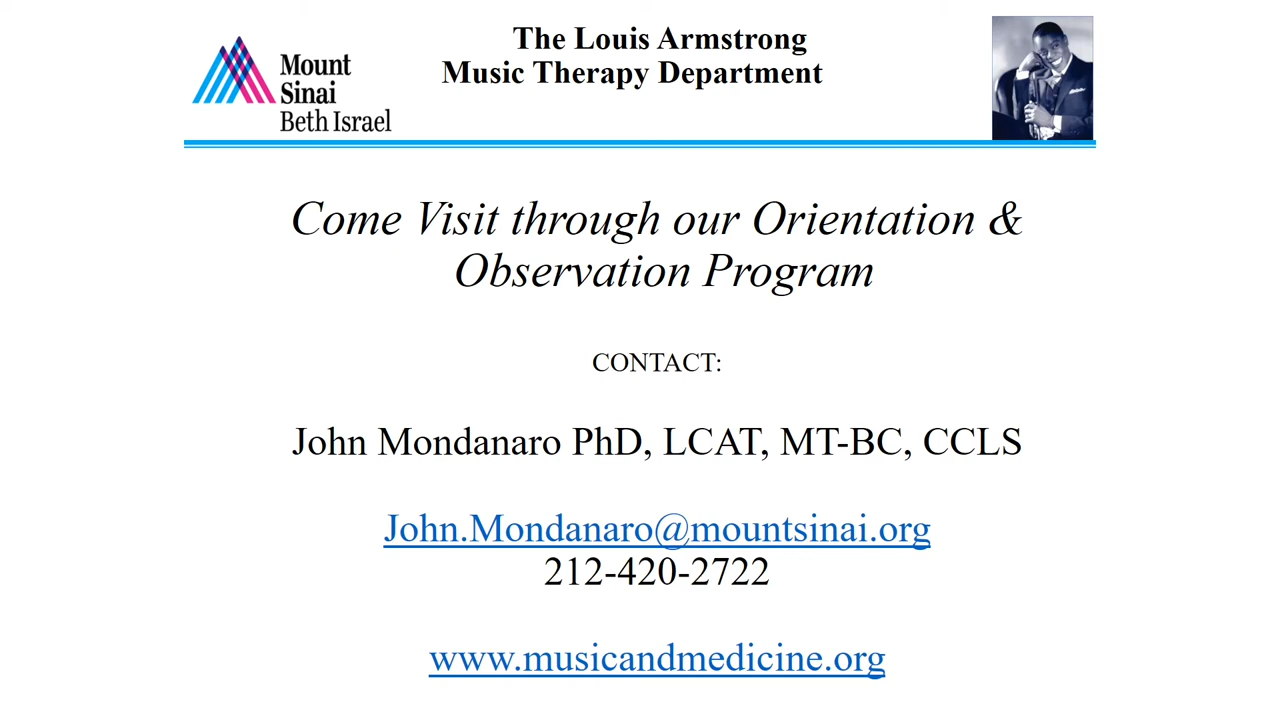 The Louis Armstrong
Music Therapy Department
Mount
Sinai
Beth Israel
Come Visit through our Orientation &
Observation Program
CONTACT:
John Mondanaro PhD, LCAT, MT-BC, CCLS
John.Mondanaro@mountsinai.org
212-420-2722
www.musicandmedicine.org